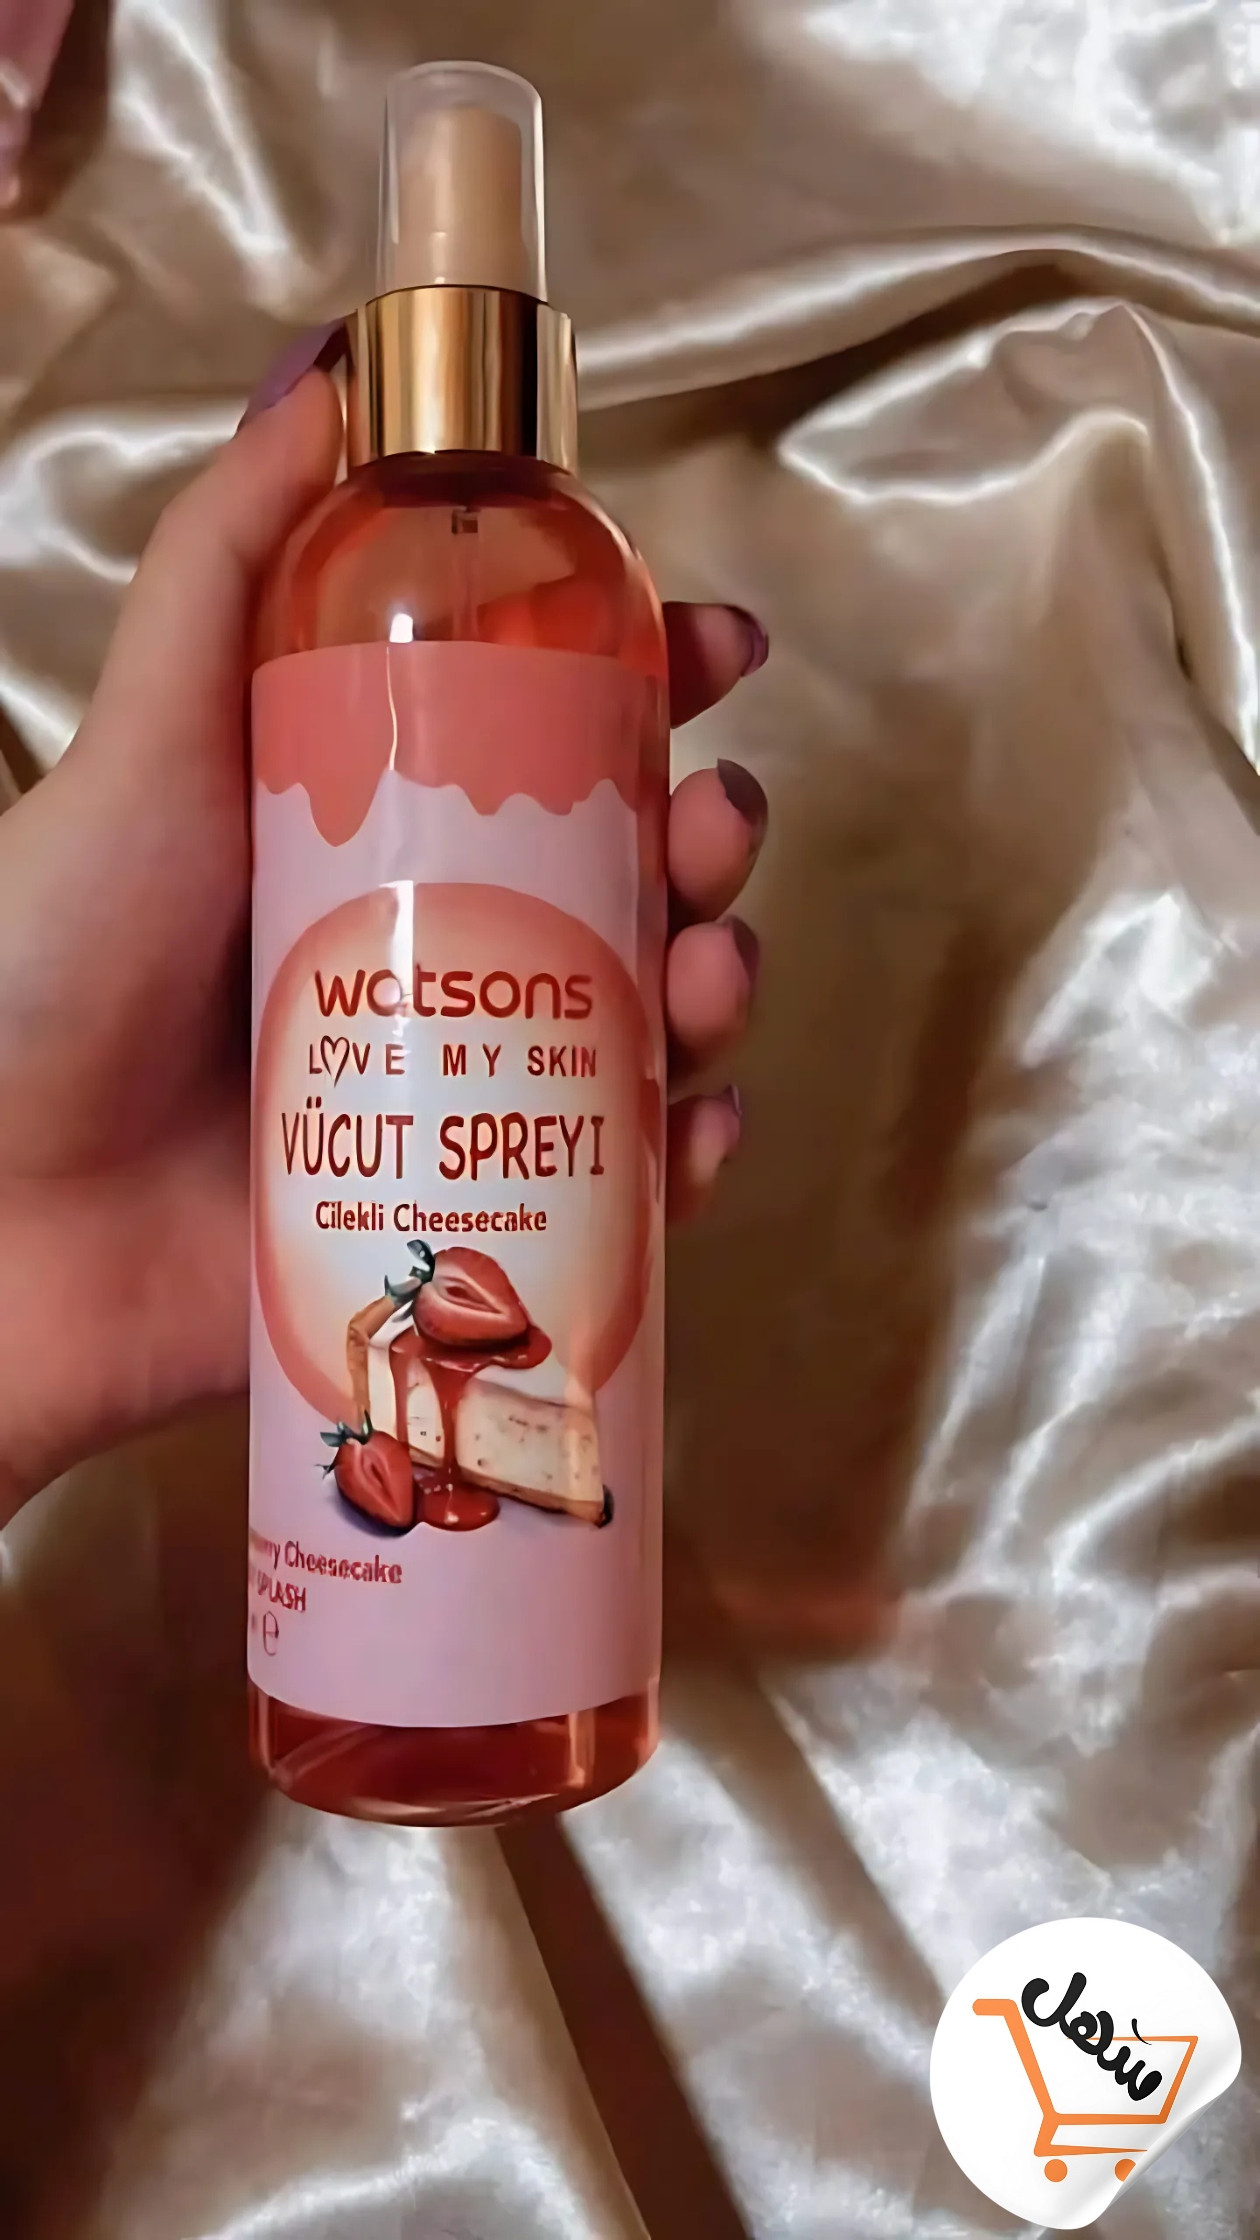 watsons
LOVE MY SKIN
VÜCUT SPREYI
Cilekli Cheesecake
Cheesecake
SPLASH
e
سهل